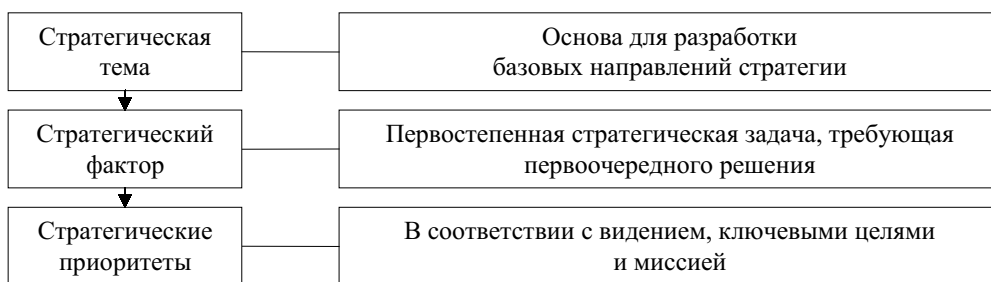 Стратегическая
тема
Основа для разработки
базовых направлений стратегии
Стратегический
фактор
Первостепенная стратегическая задача, требующая
первоочередного решения
Стратегические
приоритеты
В соответствии с видением, ключевыми целями
и миссией